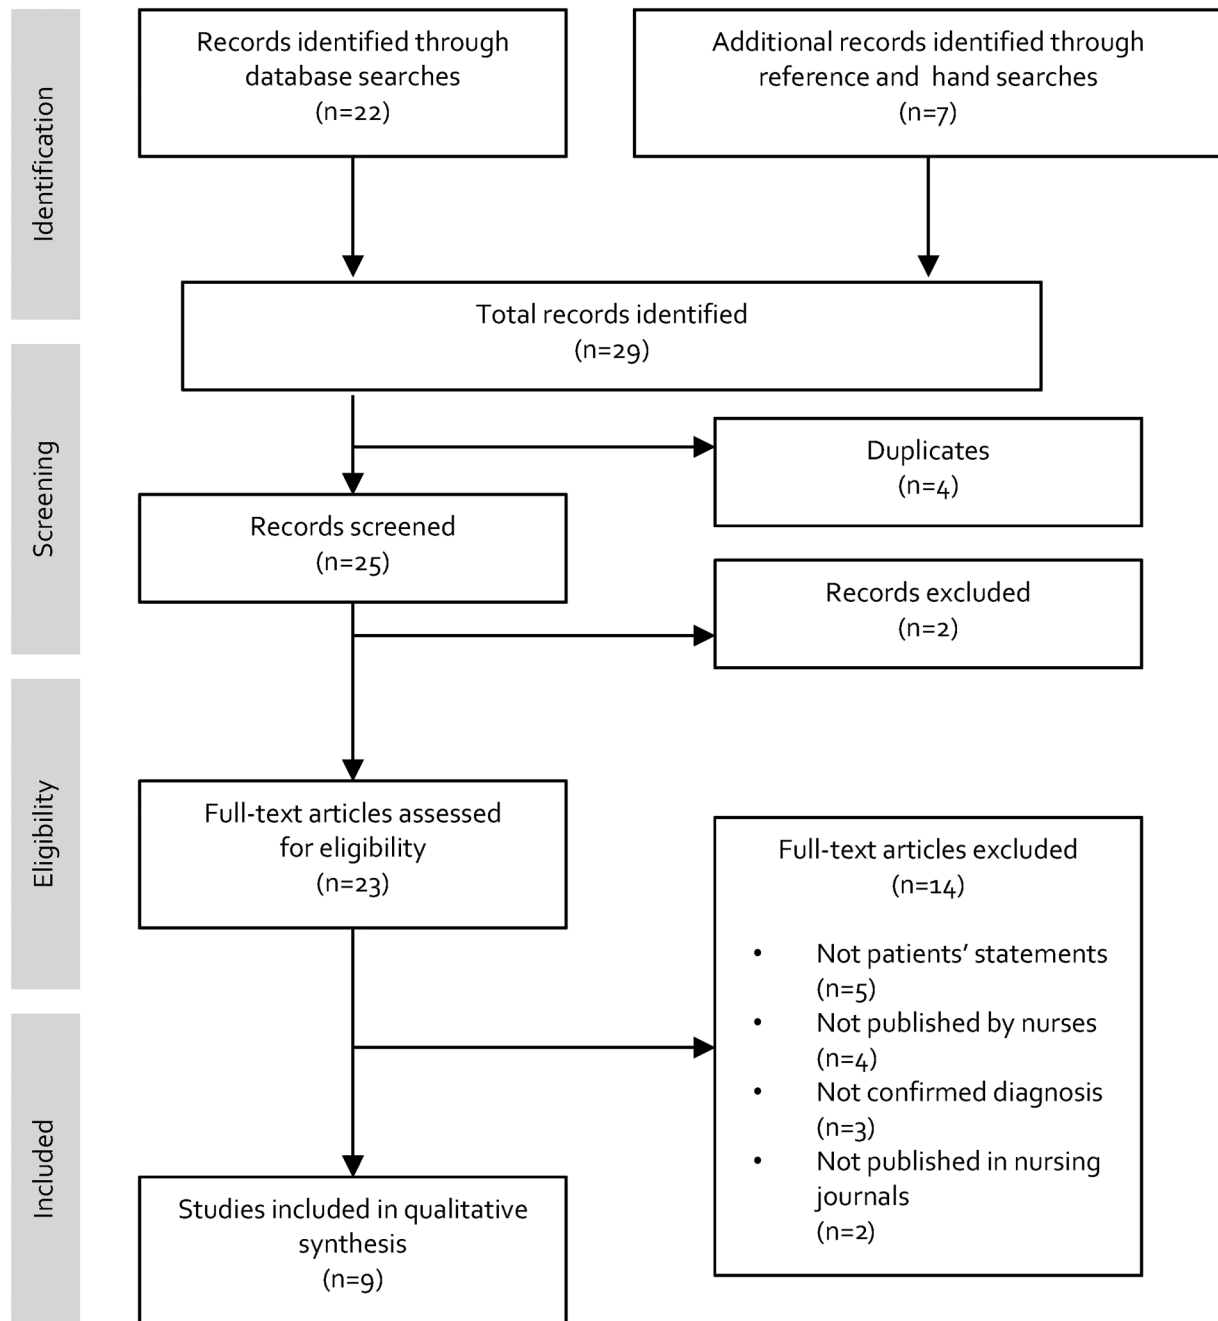 Identification
Records identified through
database searches
(n=22)
Additional records identified through
reference and hand searches
(n=7)
Total records identified
(n=29)
Screening
Duplicates
(n=4)
Records screened
(n=25)
Records excluded
(n=2)
Eligibility
Full-text articles assessed
for eligibility
(n=23)
Full-text articles excluded
(n=14)
• Not patients’ statements
(n=5)
• Not published by nurses
(n=4)
• Not confirmed diagnosis
(n=3)
• Not published in nursing
journals
(n=2)
Included
Studies included in qualitative
synthesis
(n=9)